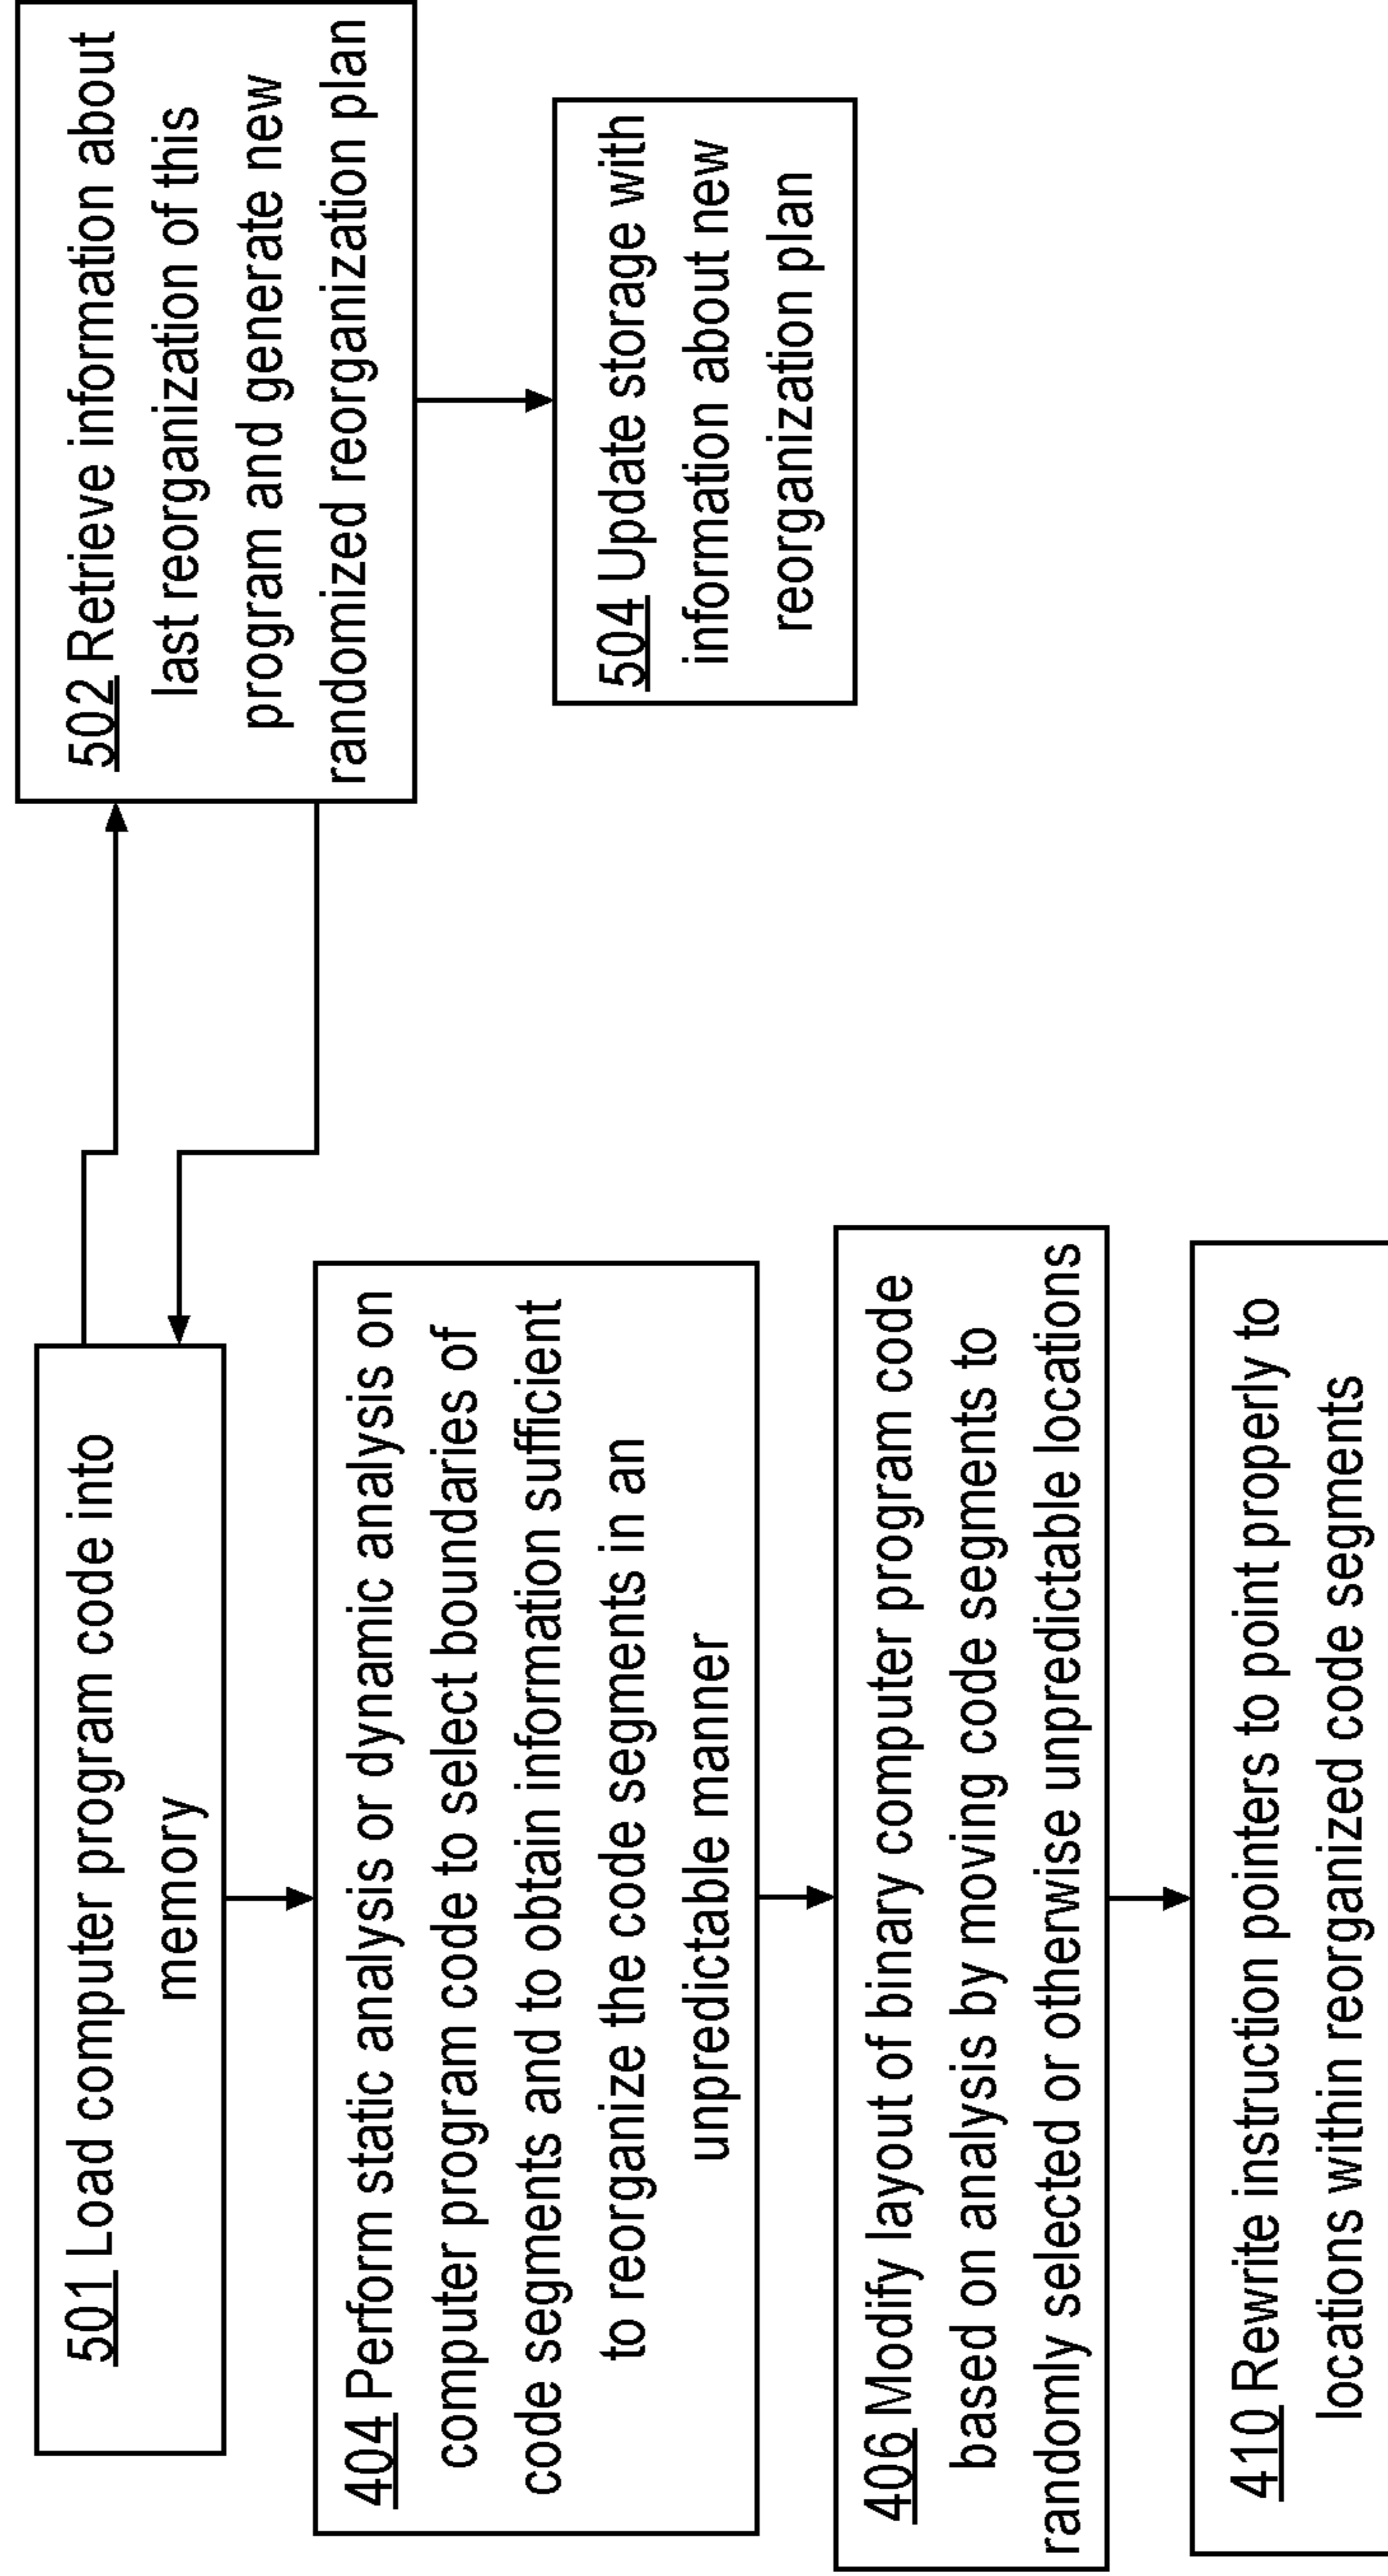 501 Load computer program code into
memory
502 Retrieve information about
last reorganization of this
program and generate new
randomized reorganization plan
504 Update storage with
information about new
reorganization plan
404 Perform static analysis or dynamic analysis on
computer program code to select boundaries of
code segments and to obtain information sufficient
to reorganize the code segments in an
unpredictable manner
406 Modify layout of binary computer program code
based on analysis by moving code segments to
randomly selected or otherwise unpredictable locations
410 Rewrite instruction pointers to point properly to
locations within reorganized code segments